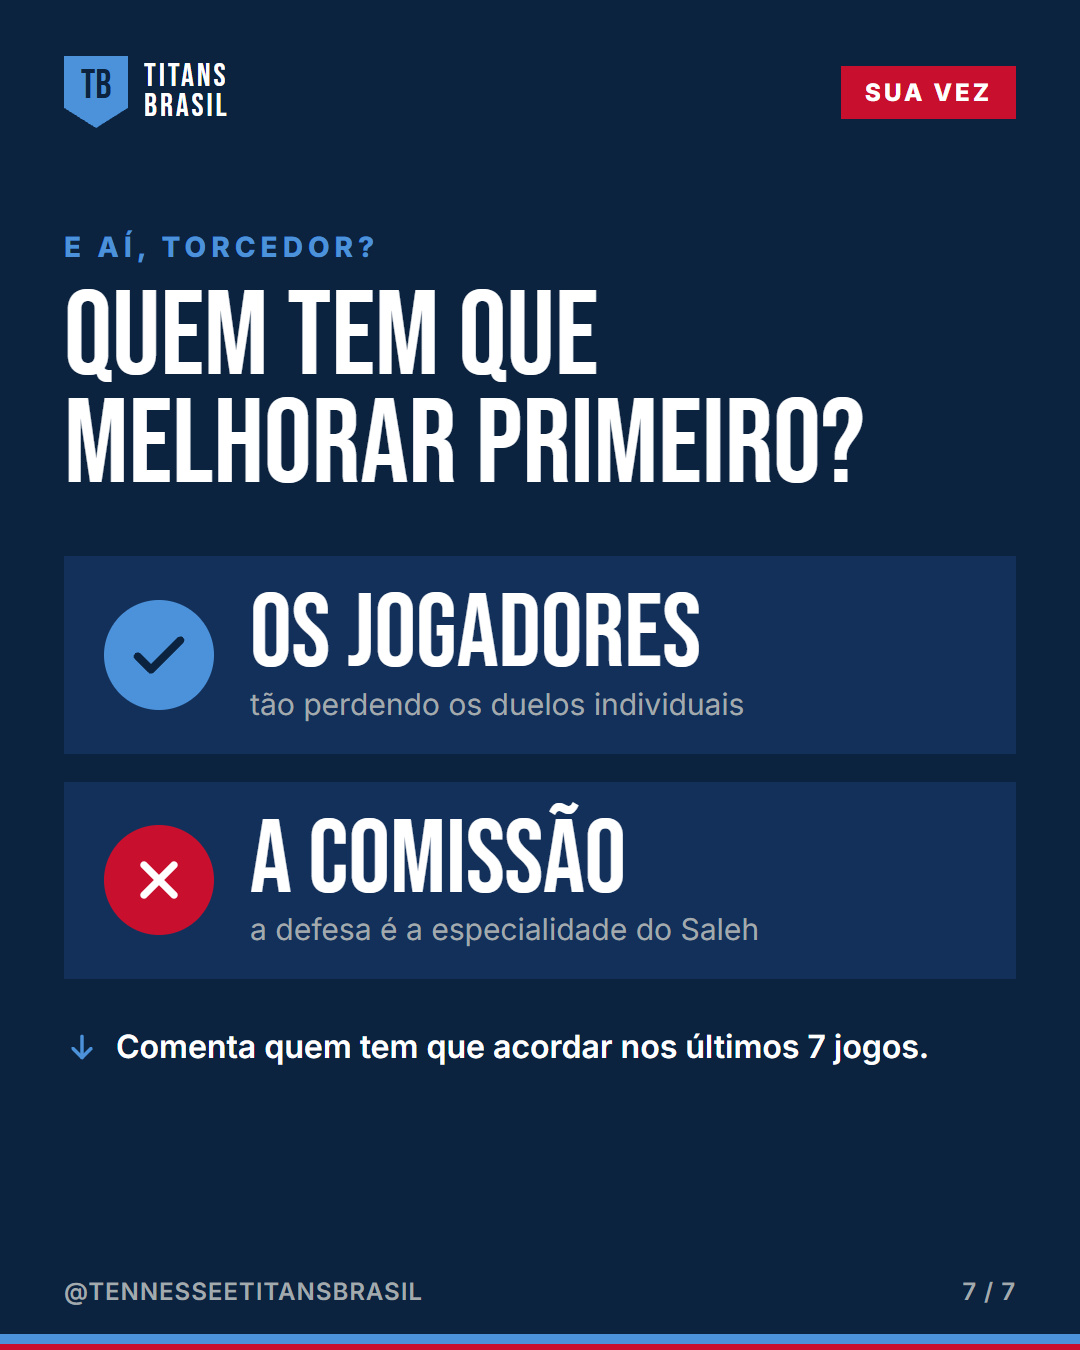 TB
TITANS
BRASIL
SUA VEZ
E AÍ, TORCEDOR?
QUEM TEM QUE
MELHORAR PRIMEIRO?
OS JOGADORES
tão perdendo os duelos individuais
A COMISSÃO
a defesa é a especialidade do Saleh
↓ Comenta quem tem que acordar nos últimos 7 jogos.
@TENNESSEETITANSBRASIL
7 / 7